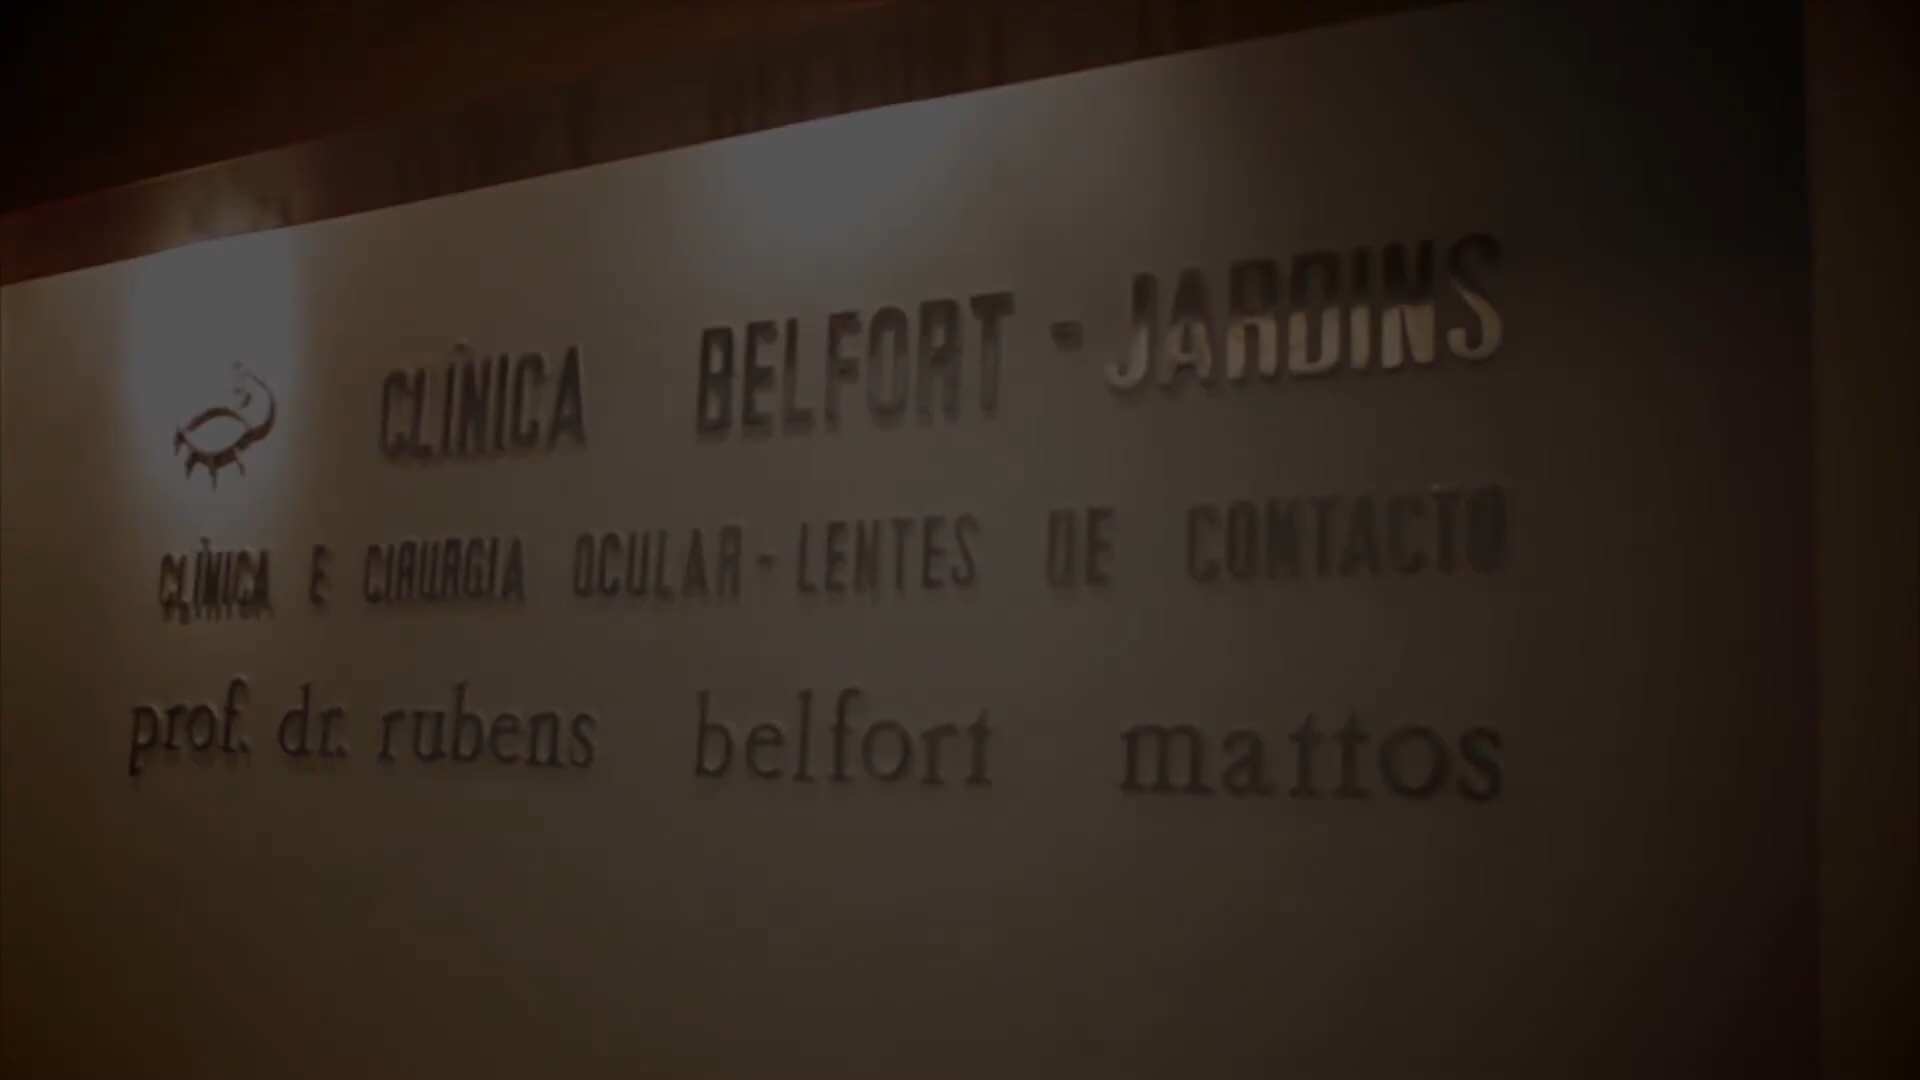 CLÍNICA BELFORT - JARDINS
CLÍNICA E CIRURGIA OCULAR - LENTES DE CONTACTO
prof. dr. rubens belfort mattos